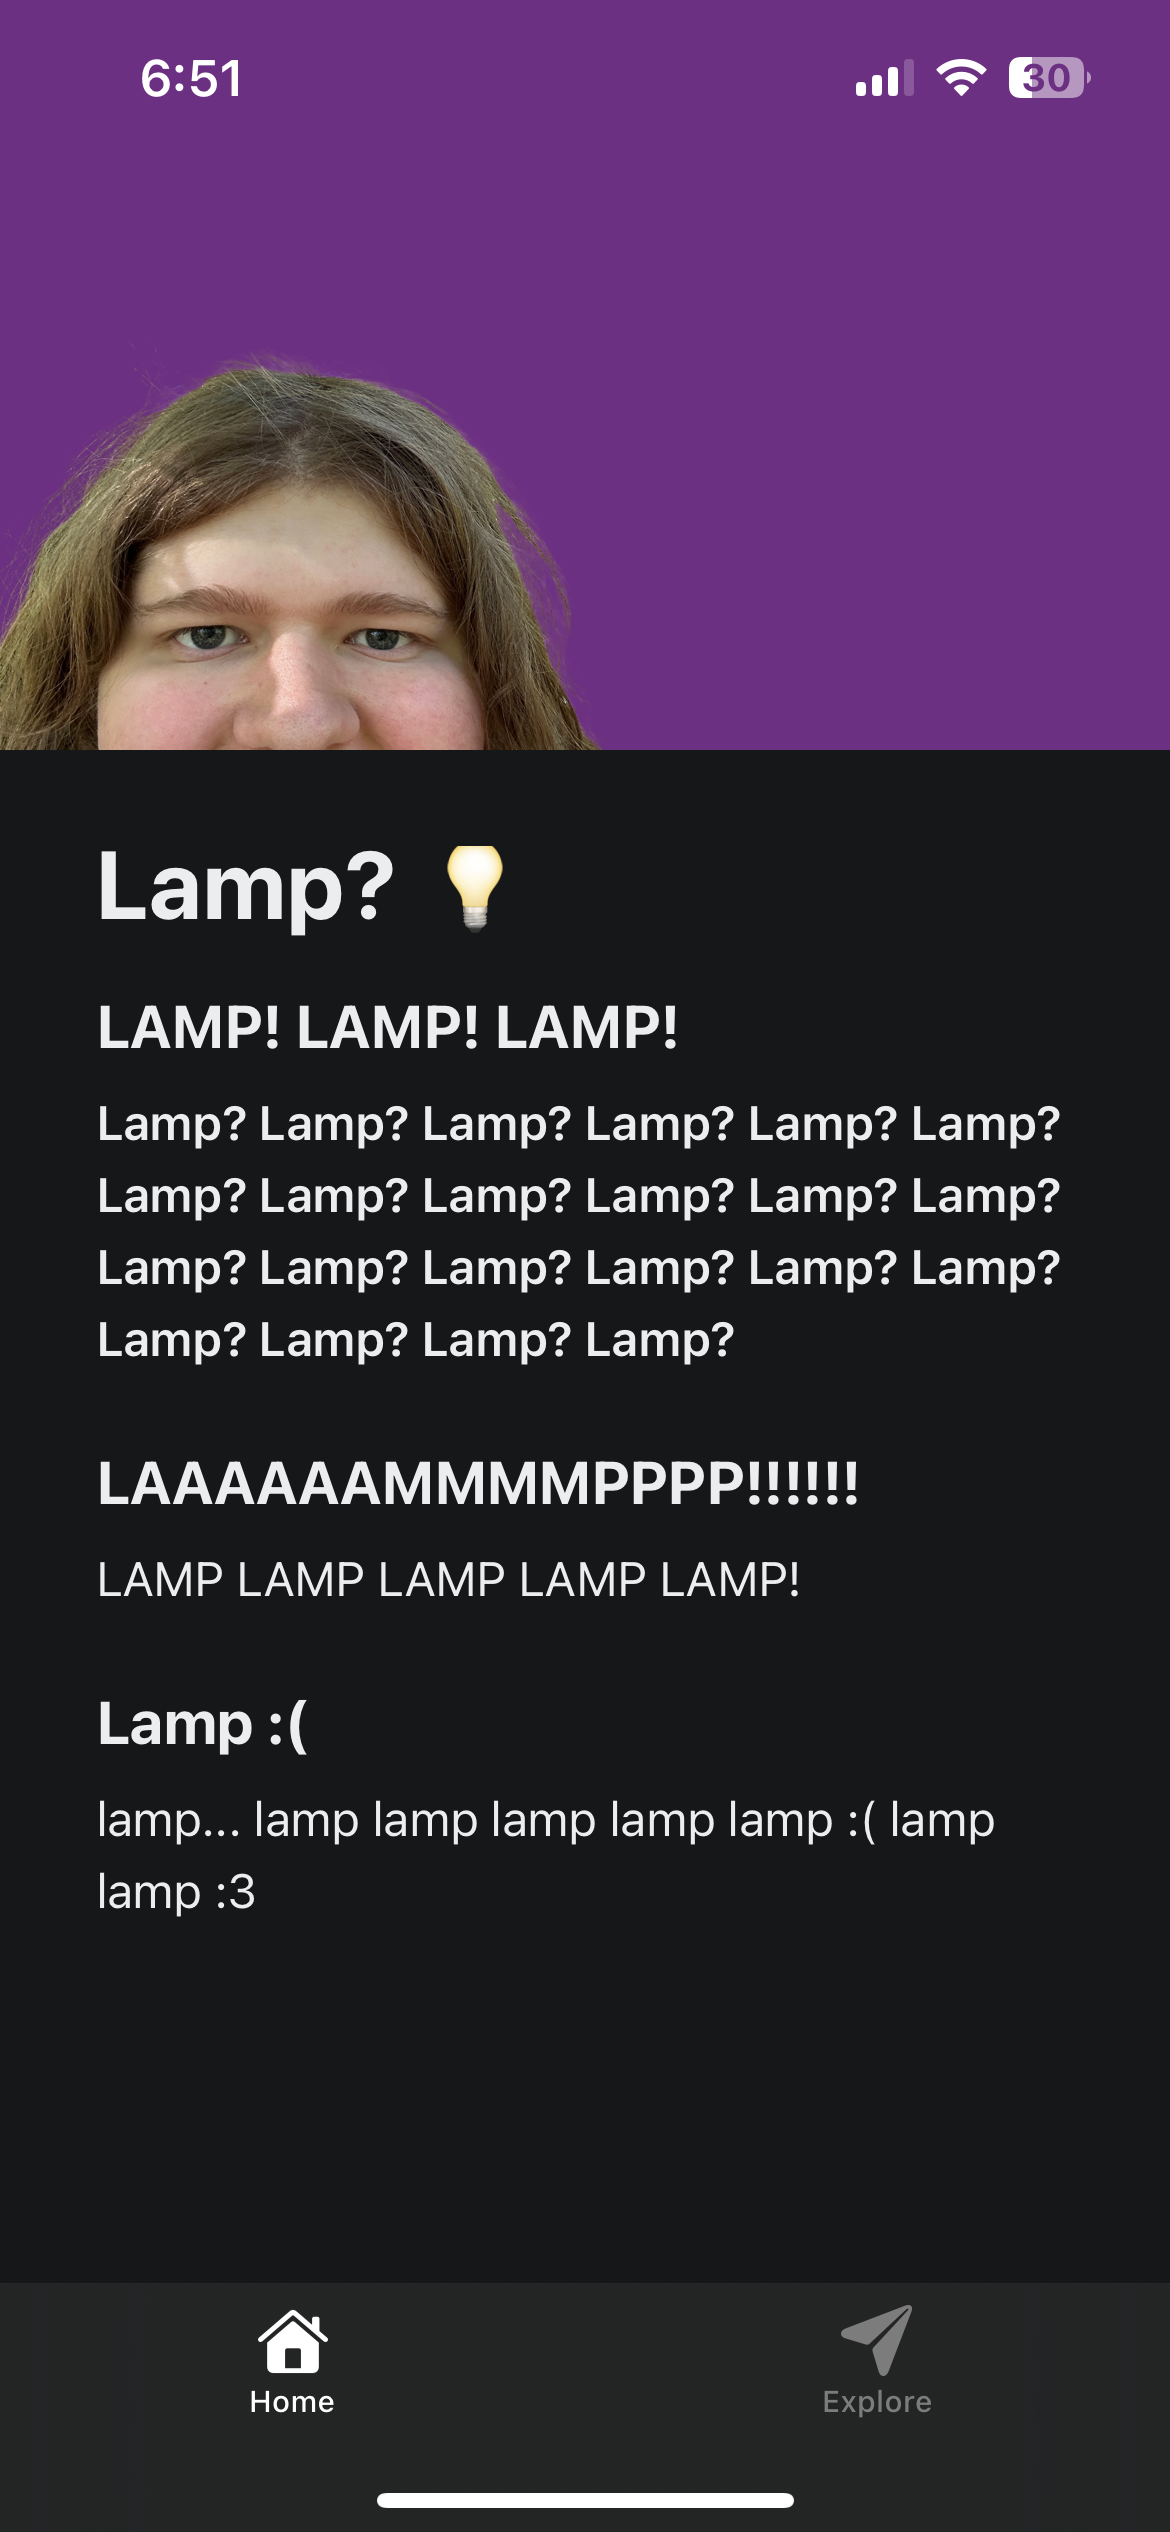 6:51
30
Lamp? 💡
LAMP! LAMP! LAMP!
Lamp? Lamp? Lamp? Lamp? Lamp? Lamp?
Lamp? Lamp? Lamp? Lamp? Lamp? Lamp?
Lamp? Lamp? Lamp? Lamp? Lamp? Lamp?
Lamp? Lamp? Lamp? Lamp?
LAAAAAAMMMMPPPP!!!!!!
LAMP LAMP LAMP LAMP LAMP!
Lamp :(
lamp... lamp lamp lamp lamp lamp :( lamp
lamp :3
Home
Explore